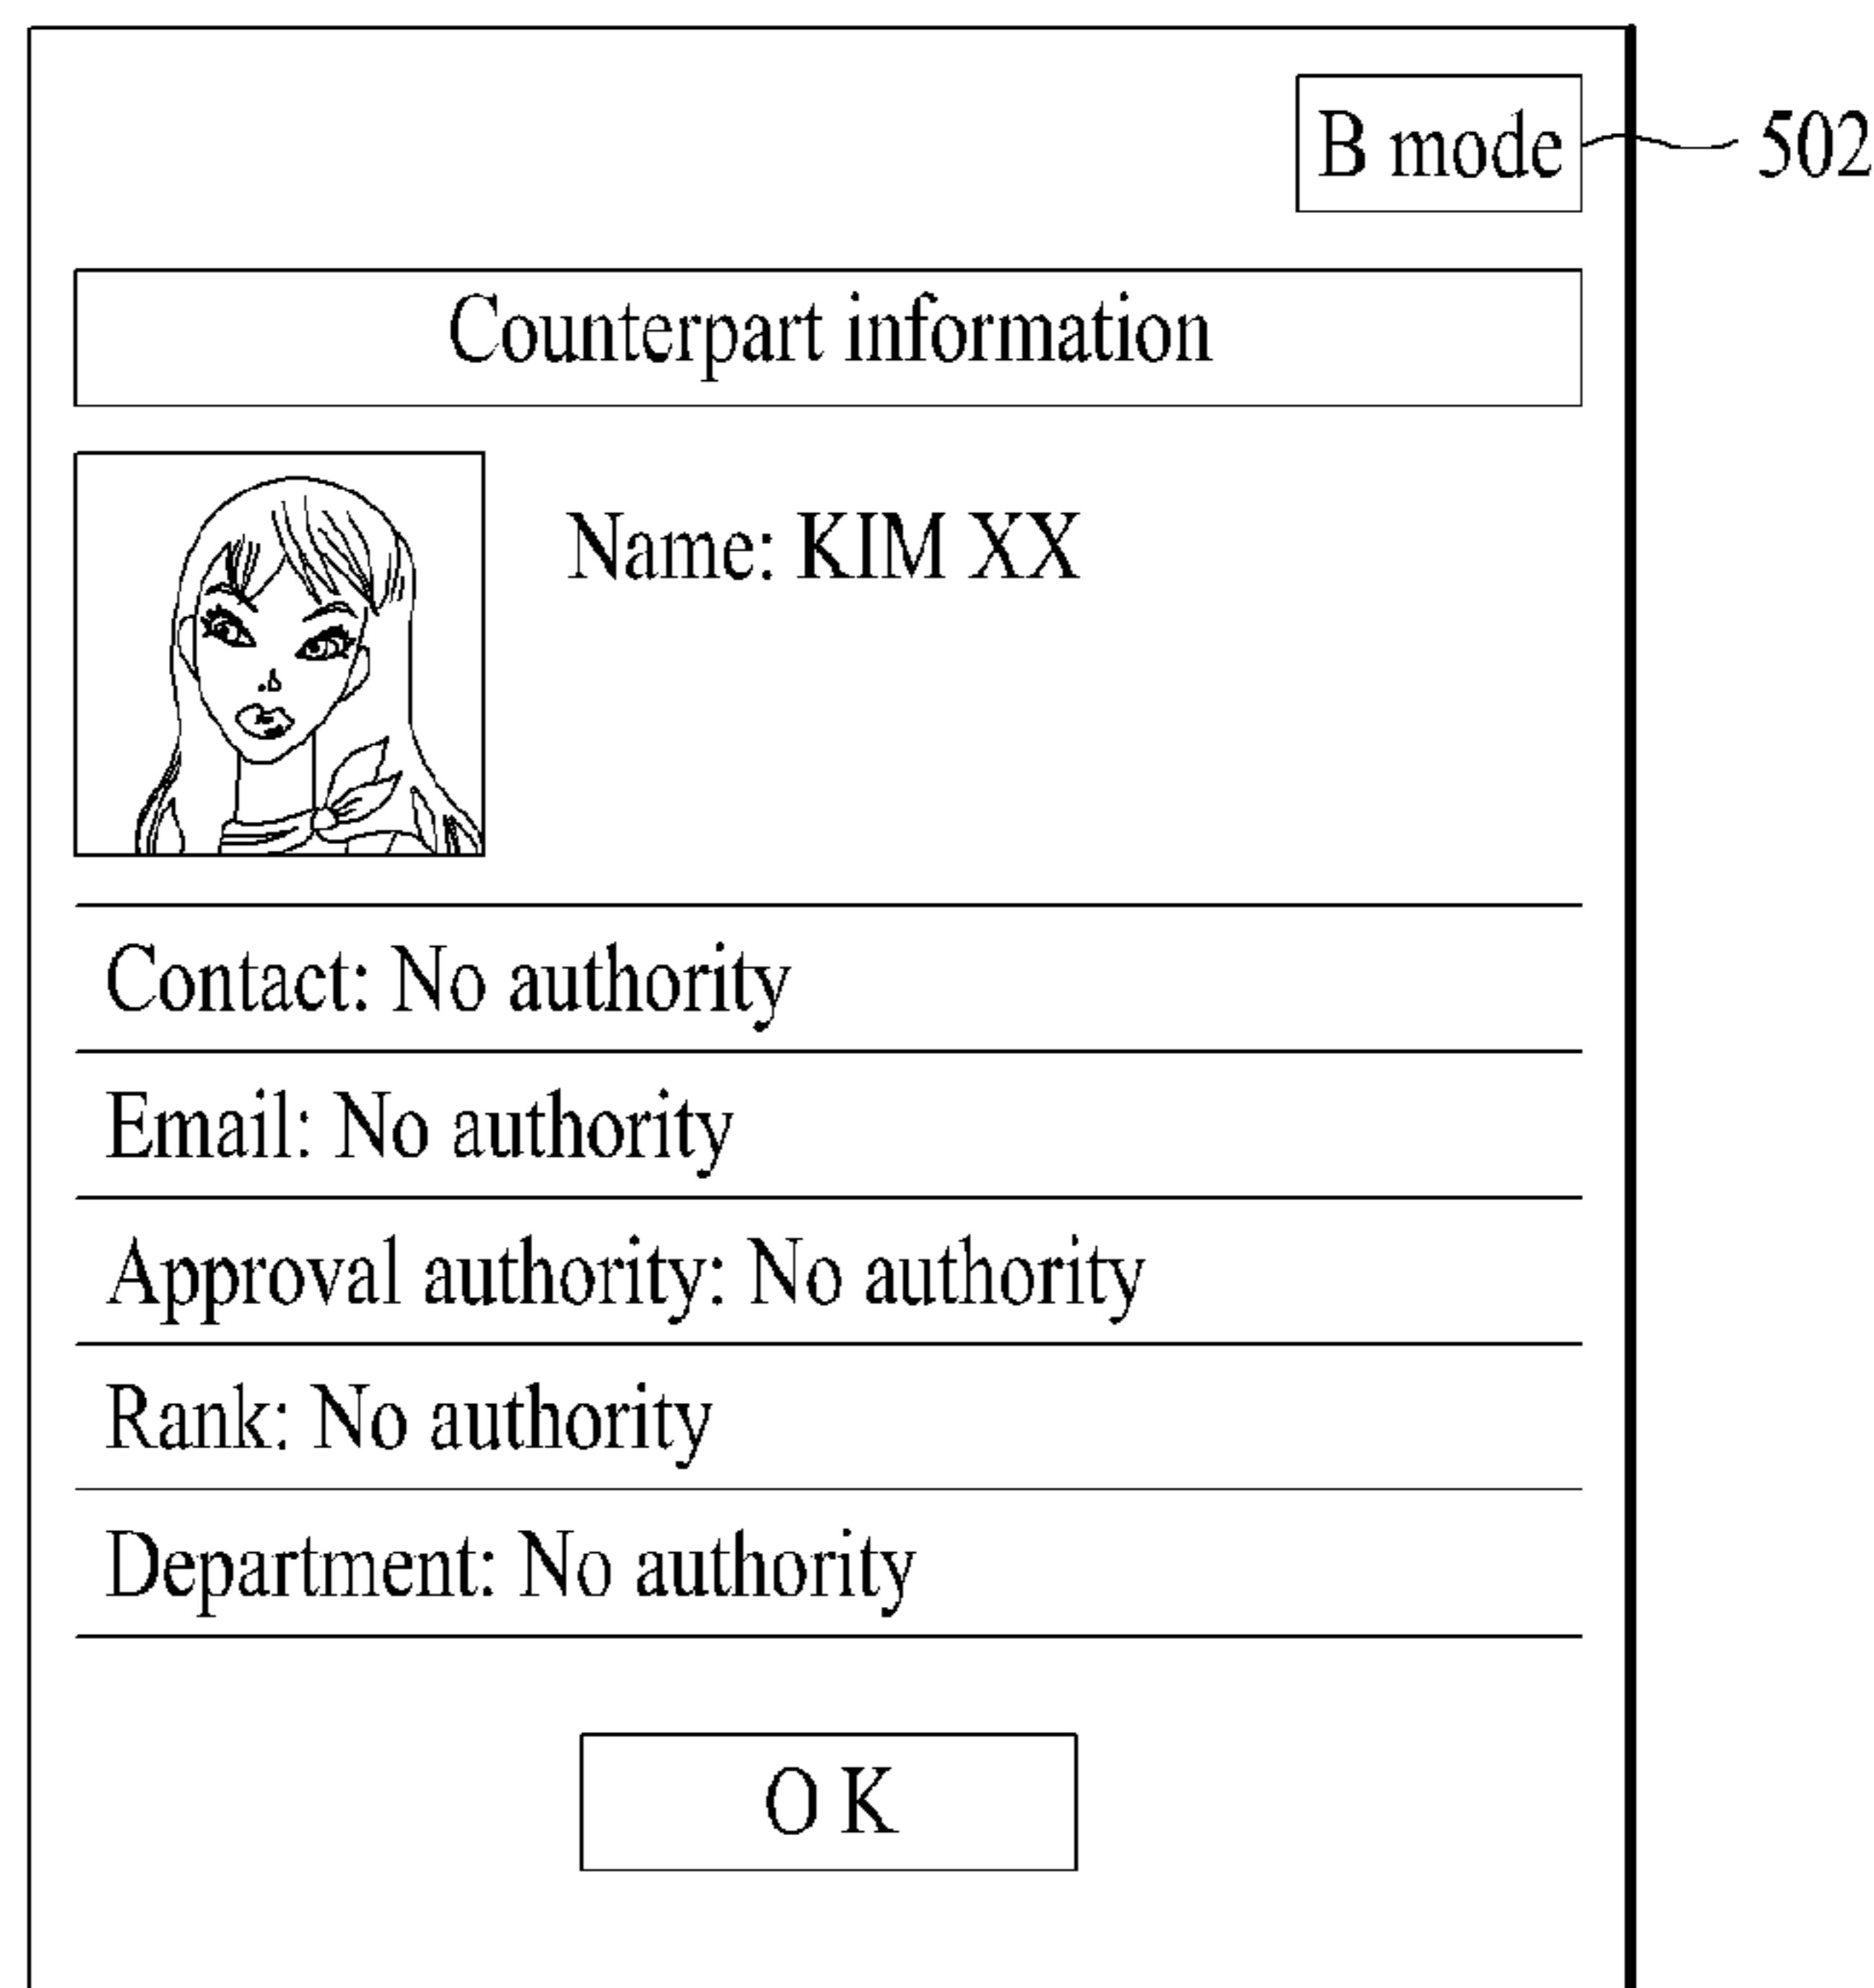 B mode 502
Counterpart information
Name: KIM XX
Contact: No authority
Email: No authority
Approval authority: No authority
Rank: No authority
Department: No authority
O K